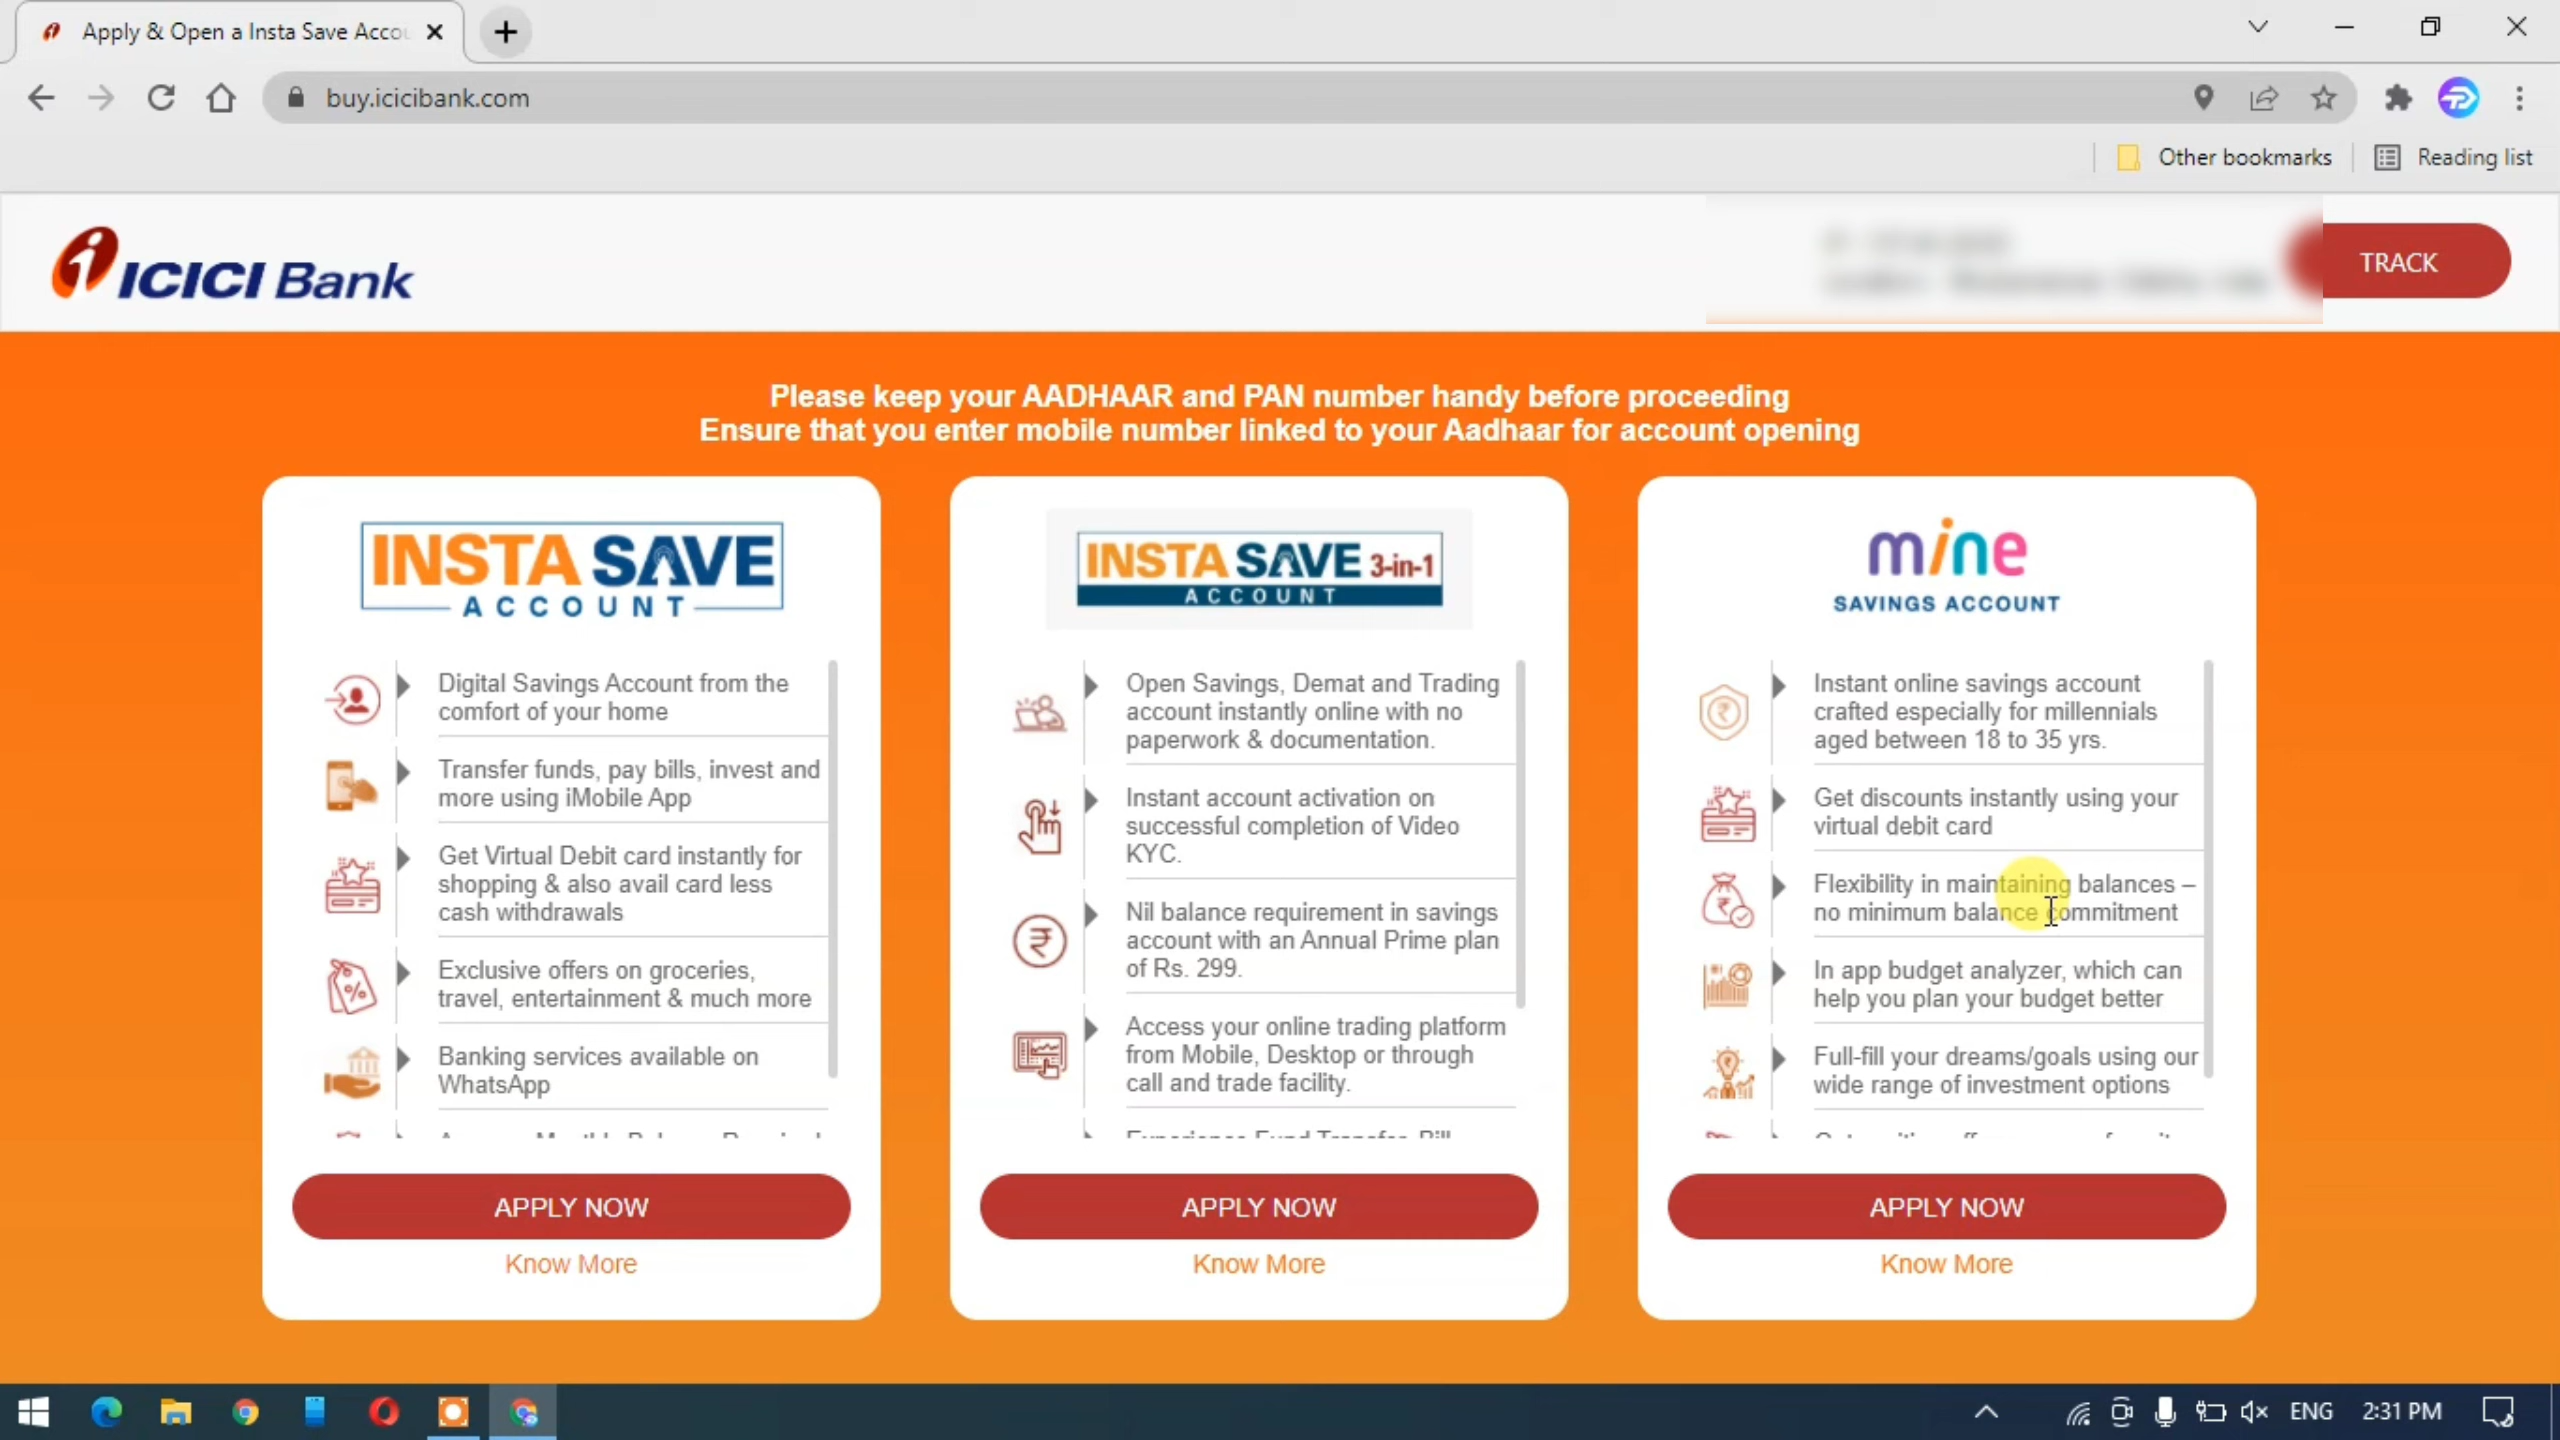 Apply & Open a Insta Save Accou
buy.icicibank.com
Other bookmarks
Reading list
ICICI Bank
TRACK
Please keep your AADHAAR and PAN number handy before proceeding
Ensure that you enter mobile number linked to your Aadhaar for account opening
INSTA SAVE
ACCOUNT
Digital Savings Account from the
comfort of your home
Transfer funds, pay bills, invest and
more using iMobile App
Get Virtual Debit card instantly for
shopping & also avail card less
cash withdrawals
Exclusive offers on groceries,
travel, entertainment & much more
Banking services available on
WhatsApp
APPLY NOW
Know More
INSTA SAVE 3-in-1
ACCOUNT
Open Savings, Demat and Trading
account instantly online with no
paperwork & documentation.
Instant account activation on
successful completion of Video
KYC.
Nil balance requirement in savings
account with an Annual Prime plan
of Rs. 299.
Access your online trading platform
from Mobile, Desktop or through
call and trade facility.
Experience Fund Transfer, Bill
APPLY NOW
Know More
mine
SAVINGS ACCOUNT
Instant online savings account
crafted especially for millennials
aged between 18 to 35 yrs.
Get discounts instantly using your
virtual debit card
Flexibility in maintaining balances –
no minimum balance commitment
In app budget analyzer, which can
help you plan your budget better
Full-fill your dreams/goals using our
wide range of investment options
APPLY NOW
Know More
ENG
2:31 PM